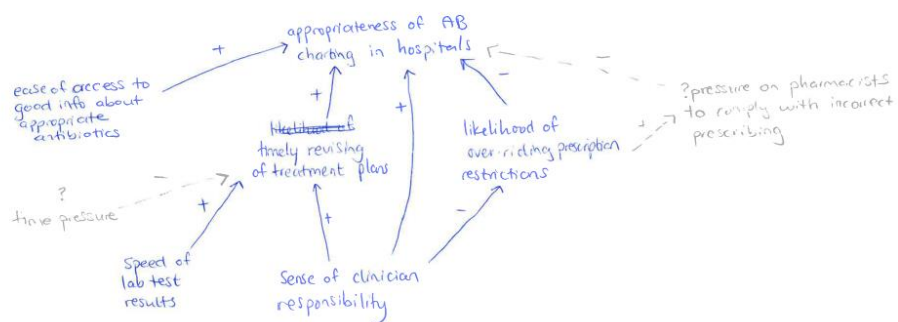 appropriateness of AB
charting in hospitals
+
-
ease of access to
good info about
appropriate
antibiotics
+
+
-
?pressure on pharmacists
to comply with incorrect
prescribing
likelihood of
timely revising
of treatment plans
likelihood of
over-riding prescription
restrictions
+
?
time pressure
-
+
+
-
Speed of
lab test
results
Sense of clinician
responsibility